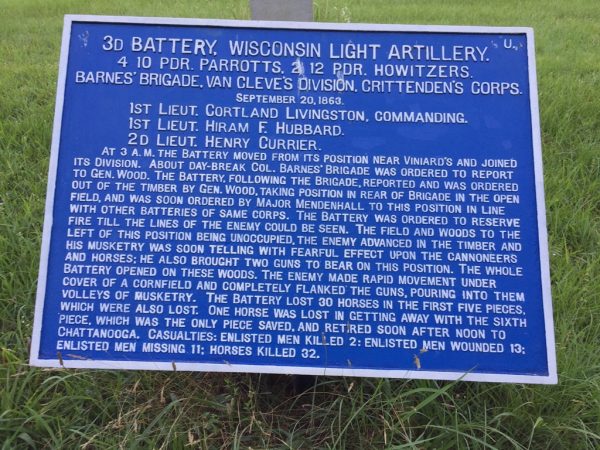 U.
3D BATTERY, WISCONSIN LIGHT ARTILLERY.
4 10 PDR. PARROTTS, 2 12 PDR. HOWITZERS.
BARNES' BRIGADE, VAN CLEVE'S DIVISION, CRITTENDEN'S CORPS.
SEPTEMBER 20, 1863.
1ST LIEUT. CORTLAND LIVINGSTON, COMMANDING.
1ST LIEUT. HIRAM F. HUBBARD.
2D LIEUT. HENRY CURRIER.
AT 3 A.M. THE BATTERY MOVED FROM ITS POSITION NEAR VINIARD'S AND JOINED
ITS DIVISION. ABOUT DAY-BREAK COL. BARNES' BRIGADE WAS ORDERED TO REPORT
TO GEN. WOOD. THE BATTERY, FOLLOWING THE BRIGADE, REPORTED AND WAS ORDERED
OUT OF THE TIMBER BY GEN. WOOD, TAKING POSITION IN REAR OF BRIGADE IN THE OPEN
FIELD, AND WAS SOON ORDERED BY MAJOR MENDENHALL TO THIS POSITION IN LINE
WITH OTHER BATTERIES OF SAME CORPS. THE BATTERY WAS ORDERED TO RESERVE
FIRE TILL THE LINES OF THE ENEMY COULD BE SEEN. THE FIELD AND WOODS TO THE
LEFT OF THIS POSITION BEING UNOCCUPIED, THE ENEMY ADVANCED IN THE TIMBER AND
HIS MUSKETRY WAS SOON TELLING WITH FEARFUL EFFECT UPON THE CANNONEERS
AND HORSES; HE ALSO BROUGHT TWO GUNS TO BEAR ON THIS POSITION. THE WHOLE
BATTERY OPENED ON THESE WOODS. THE ENEMY MADE RAPID MOVEMENT UNDER
COVER OF A CORNFIELD AND COMPLETELY FLANKED THE GUNS, POURING INTO THEM
VOLLEYS OF MUSKETRY. THE BATTERY LOST 30 HORSES IN THE FIRST FIVE PIECES,
WHICH WERE ALSO LOST. ONE HORSE WAS LOST IN GETTING AWAY WITH THE SIXTH
PIECE, WHICH WAS THE ONLY PIECE SAVED, AND RETIRED SOON AFTER NOON TO
CHATTANOOGA. CASUALTIES: ENLISTED MEN KILLED 2; ENLISTED MEN WOUNDED 13;
ENLISTED MEN MISSING 11; HORSES KILLED 32.